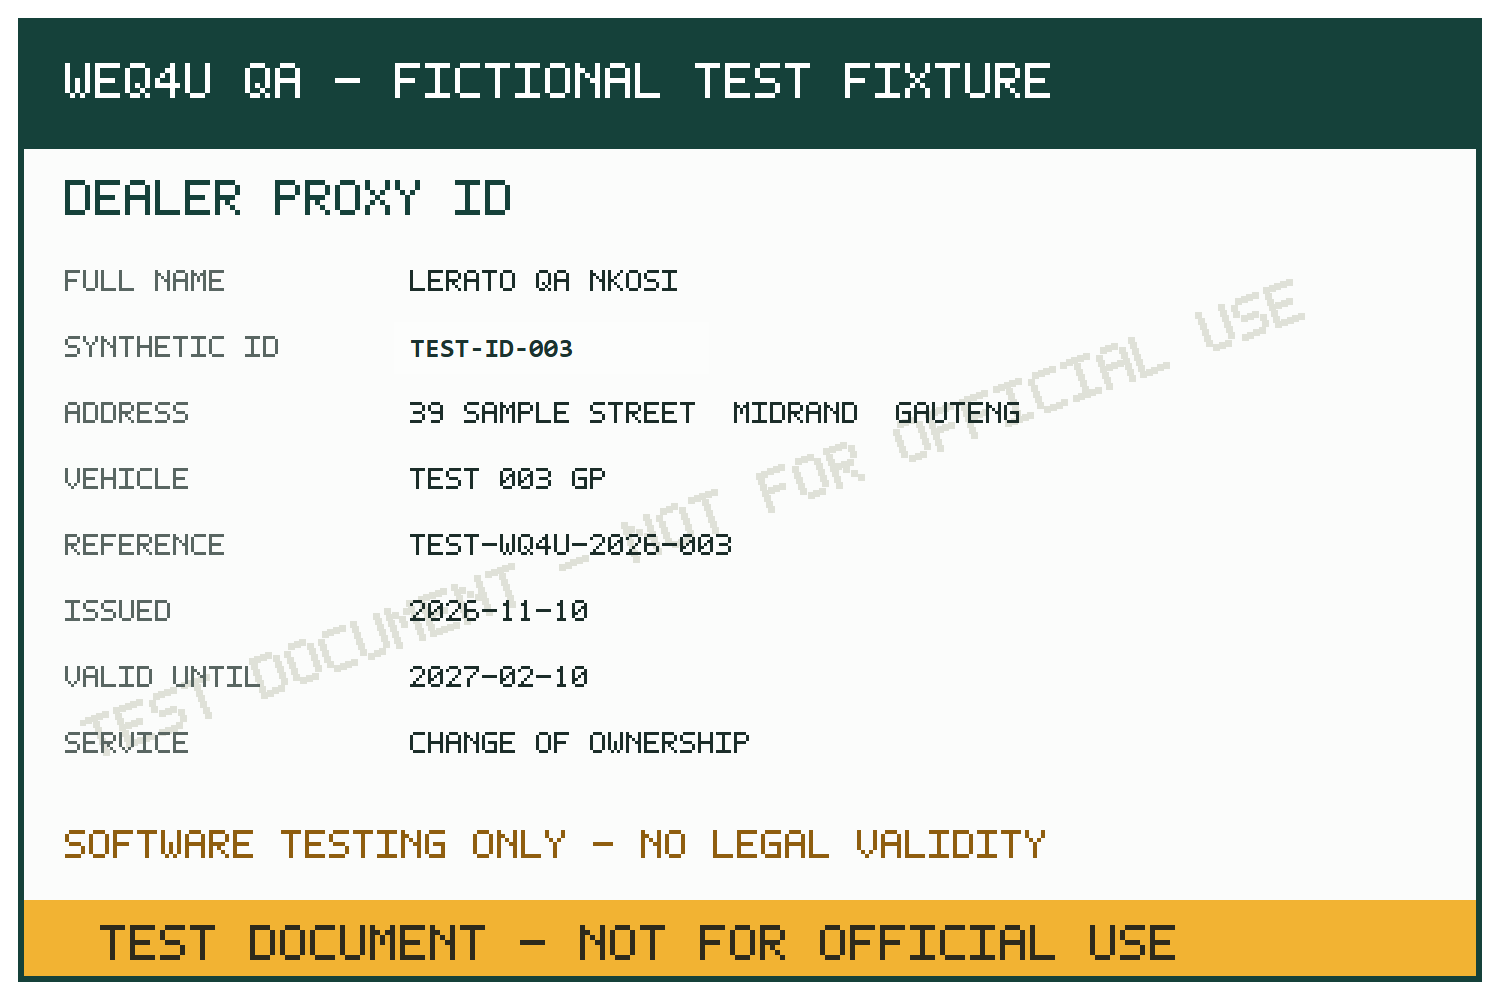 WEQ4U QA - FICTIONAL TEST FIXTURE
DEALER PROXY ID
FULL NAME LERATO QA NKOSI
SYNTHETIC ID TEST-ID-003
ADDRESS 39 SAMPLE STREET MIDRAND GAUTENG
VEHICLE TEST 003 GP
REFERENCE TEST-WQ4U-2026-003
ISSUED 2026-11-10
VALID UNTIL 2027-02-10
SERVICE CHANGE OF OWNERSHIP
TEST DOCUMENT - NOT FOR OFFICIAL USE
SOFTWARE TESTING ONLY - NO LEGAL VALIDITY
TEST DOCUMENT - NOT FOR OFFICIAL USE